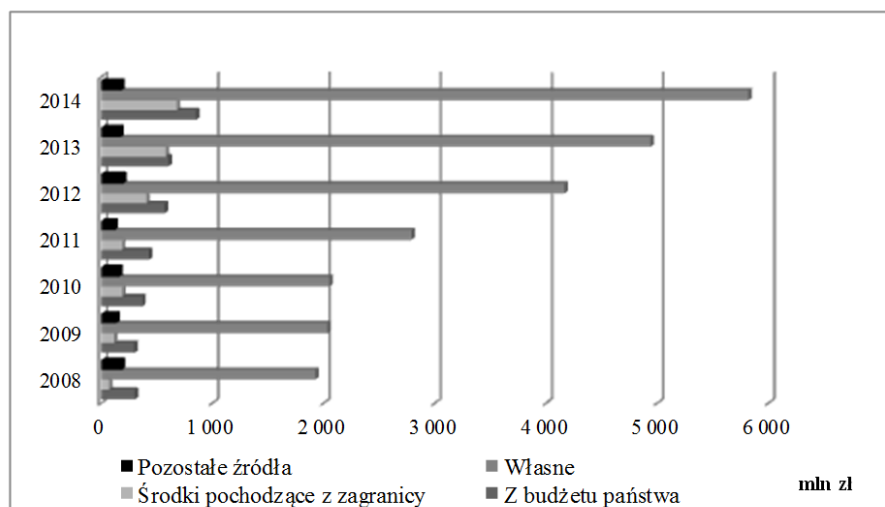 2014
2013
2012
2011
2010
2009
2008
0 1 000 2 000 3 000 4 000 5 000 6 000
Pozostałe źródła Własne
Środki pochodzące z zagranicy Z budżetu państwa
mln zl